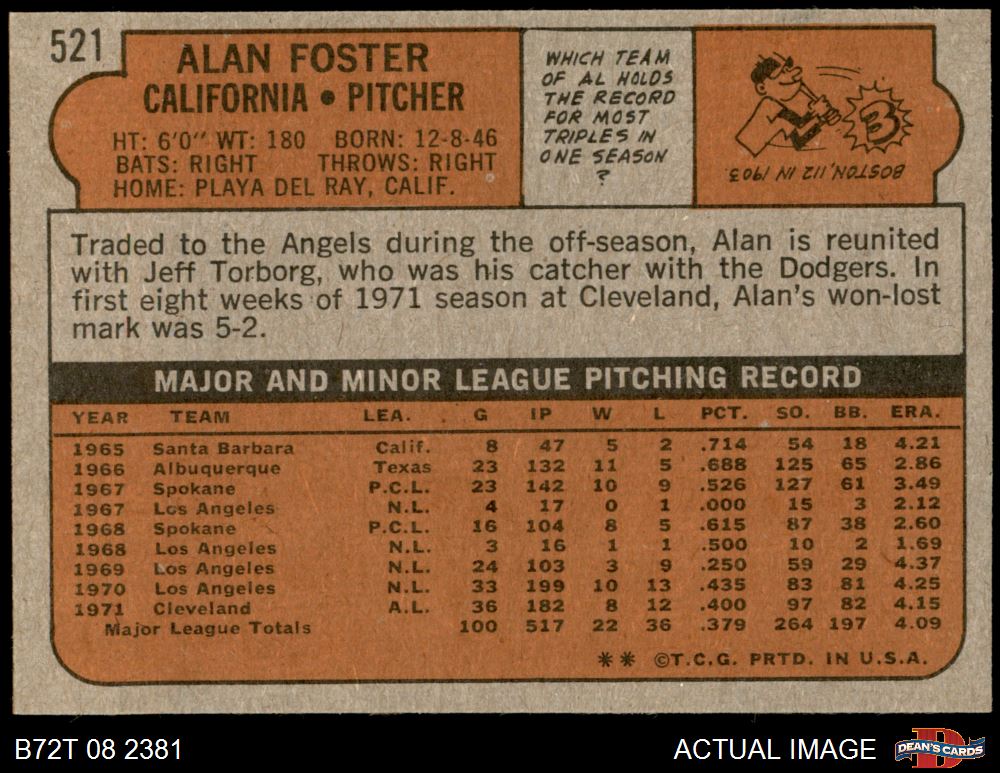 521
ALAN FOSTER
CALIFORNIA • PITCHER
HT: 6'0" WT: 180 BORN: 12-8-46
BATS: RIGHT THROWS: RIGHT
HOME: PLAYA DEL RAY, CALIF.
WHICH TEAM
OF AL HOLDS
THE RECORD
FOR MOST
TRIPLES IN
ONE SEASON
?
3
BOSTON, 112 IN 1903
Traded to the Angels during the off-season, Alan is reunited
with Jeff Torborg, who was his catcher with the Dodgers. In
first eight weeks of 1971 season at Cleveland, Alan's won-lost
mark was 5-2.
MAJOR AND MINOR LEAGUE PITCHING RECORD
YEAR TEAM LEA. G IP W L PCT. SO. BB. ERA.
1965 Santa Barbara Calif. 8 47 5 2 .714 54 18 4.21
1966 Albuquerque Texas 23 132 11 5 .688 125 65 2.86
1967 Spokane P.C.L. 23 142 10 9 .526 127 61 3.49
1967 Los Angeles N.L. 4 17 0 1 .000 15 3 2.12
1968 Spokane P.C.L. 16 104 8 5 .615 87 38 2.60
1968 Los Angeles N.L. 3 16 1 1 .500 10 2 1.69
1969 Los Angeles N.L. 24 103 3 9 .250 59 29 4.37
1970 Los Angeles N.L. 33 199 10 13 .435 83 81 4.25
1971 Cleveland A.L. 36 182 8 12 .400 97 82 4.15
Major League Totals 100 517 22 36 .379 264 197 4.09
** ©T.C.G. PRTD. IN U.S.A.
B72T 08 2381
ACTUAL IMAGE
D
DEAN'S CARDS